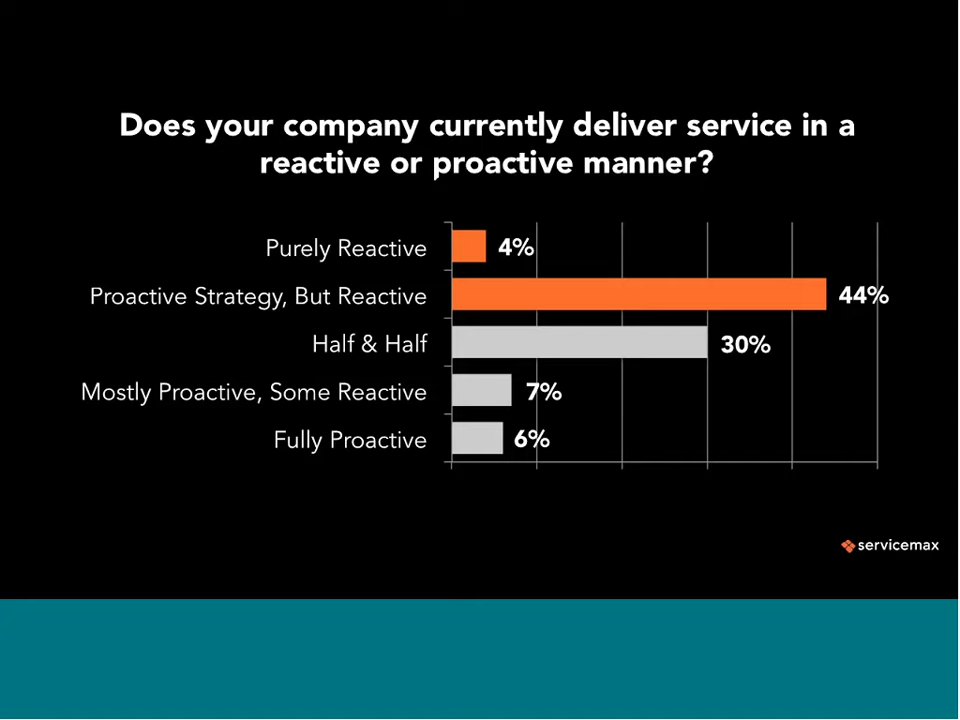 Does your company currently deliver service in a
reactive or proactive manner?
Purely Reactive 4%
Proactive Strategy, But Reactive 44%
Half & Half 30%
Mostly Proactive, Some Reactive 7%
Fully Proactive 6%
servicemax